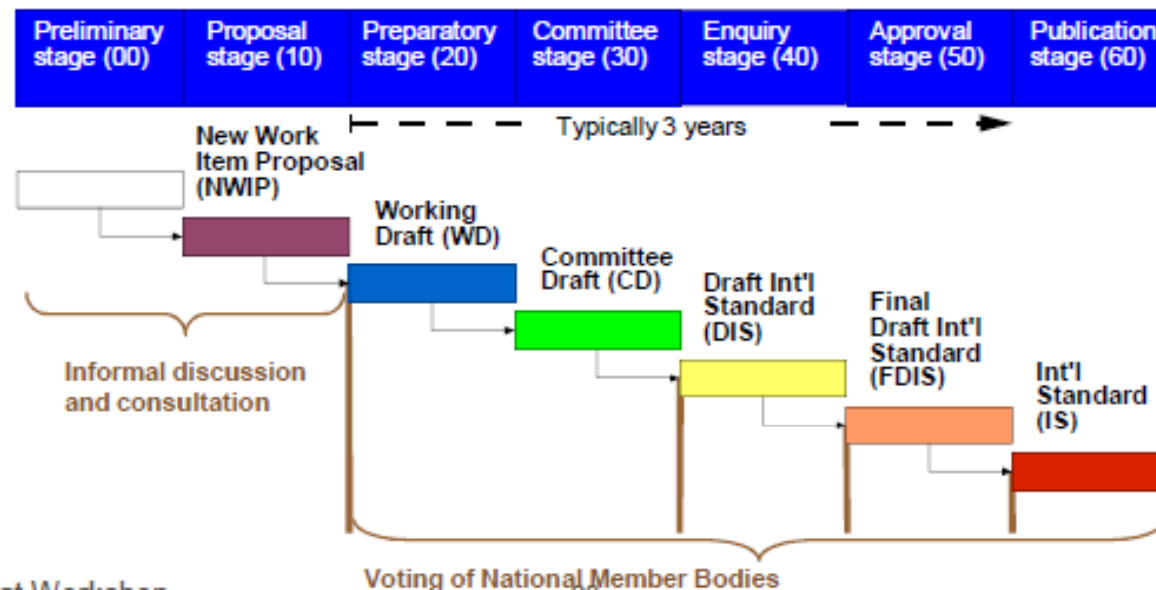 Preliminary
stage (00)
Proposal
stage (10)
Preparatory
stage (20)
Committee
stage (30)
Enquiry
stage (40)
Approval
stage (50)
Publication
stage (60)
Typically 3 years
New Work
Item Proposal
(NWIP)
Working
Draft (WD)
Committee
Draft (CD)
Draft Int'l
Standard
(DIS)
Final
Draft Int'l
Standard
(FDIS)
Int'l
Standard
(IS)
Informal discussion
and consultation
Voting of National Member Bodies
Workshop